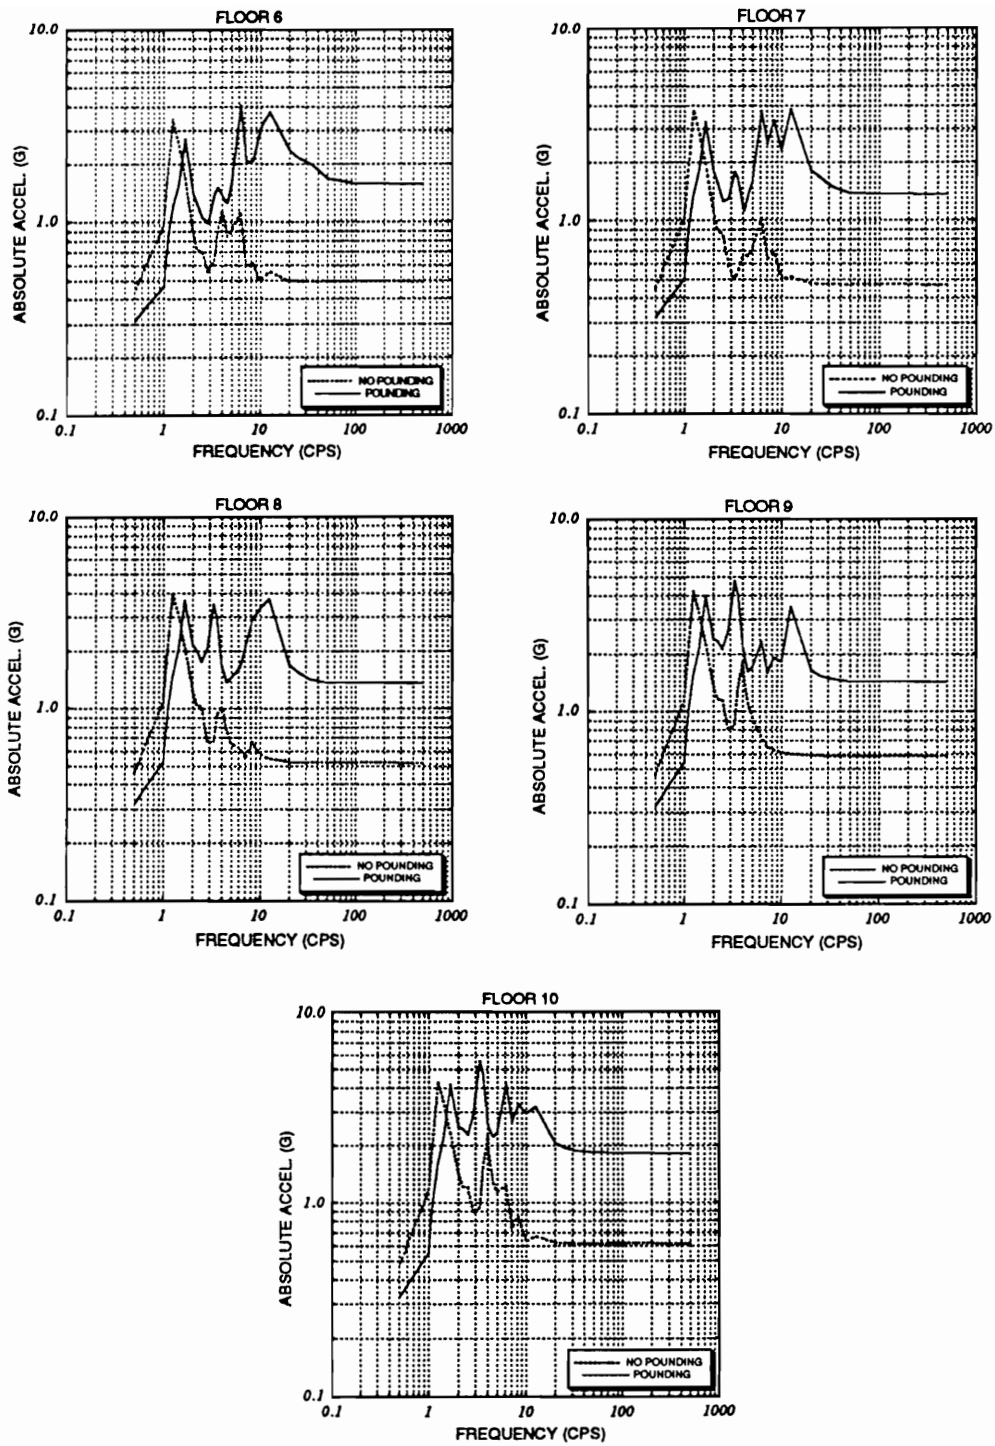 FLOOR 6
10.0
1.0
0.1
ABSOLUTE ACCEL. (G)
NO POUNDING
POUNDING
0.1 1 10 100 1000
FREQUENCY (CPS)
FLOOR 7
10.0
1.0
0.1
ABSOLUTE ACCEL. (G)
NO POUNDING
POUNDING
0.1 1 10 100 1000
FREQUENCY (CPS)
FLOOR 8
10.0
1.0
0.1
ABSOLUTE ACCEL. (G)
NO POUNDING
POUNDING
0.1 1 10 100 1000
FREQUENCY (CPS)
FLOOR 9
10.0
1.0
0.1
ABSOLUTE ACCEL. (G)
NO POUNDING
POUNDING
0.1 1 10 100 1000
FREQUENCY (CPS)
FLOOR 10
10.0
1.0
0.1
ABSOLUTE ACCEL. (G)
NO POUNDING
POUNDING
0.1 1 10 100 1000
FREQUENCY (CPS)